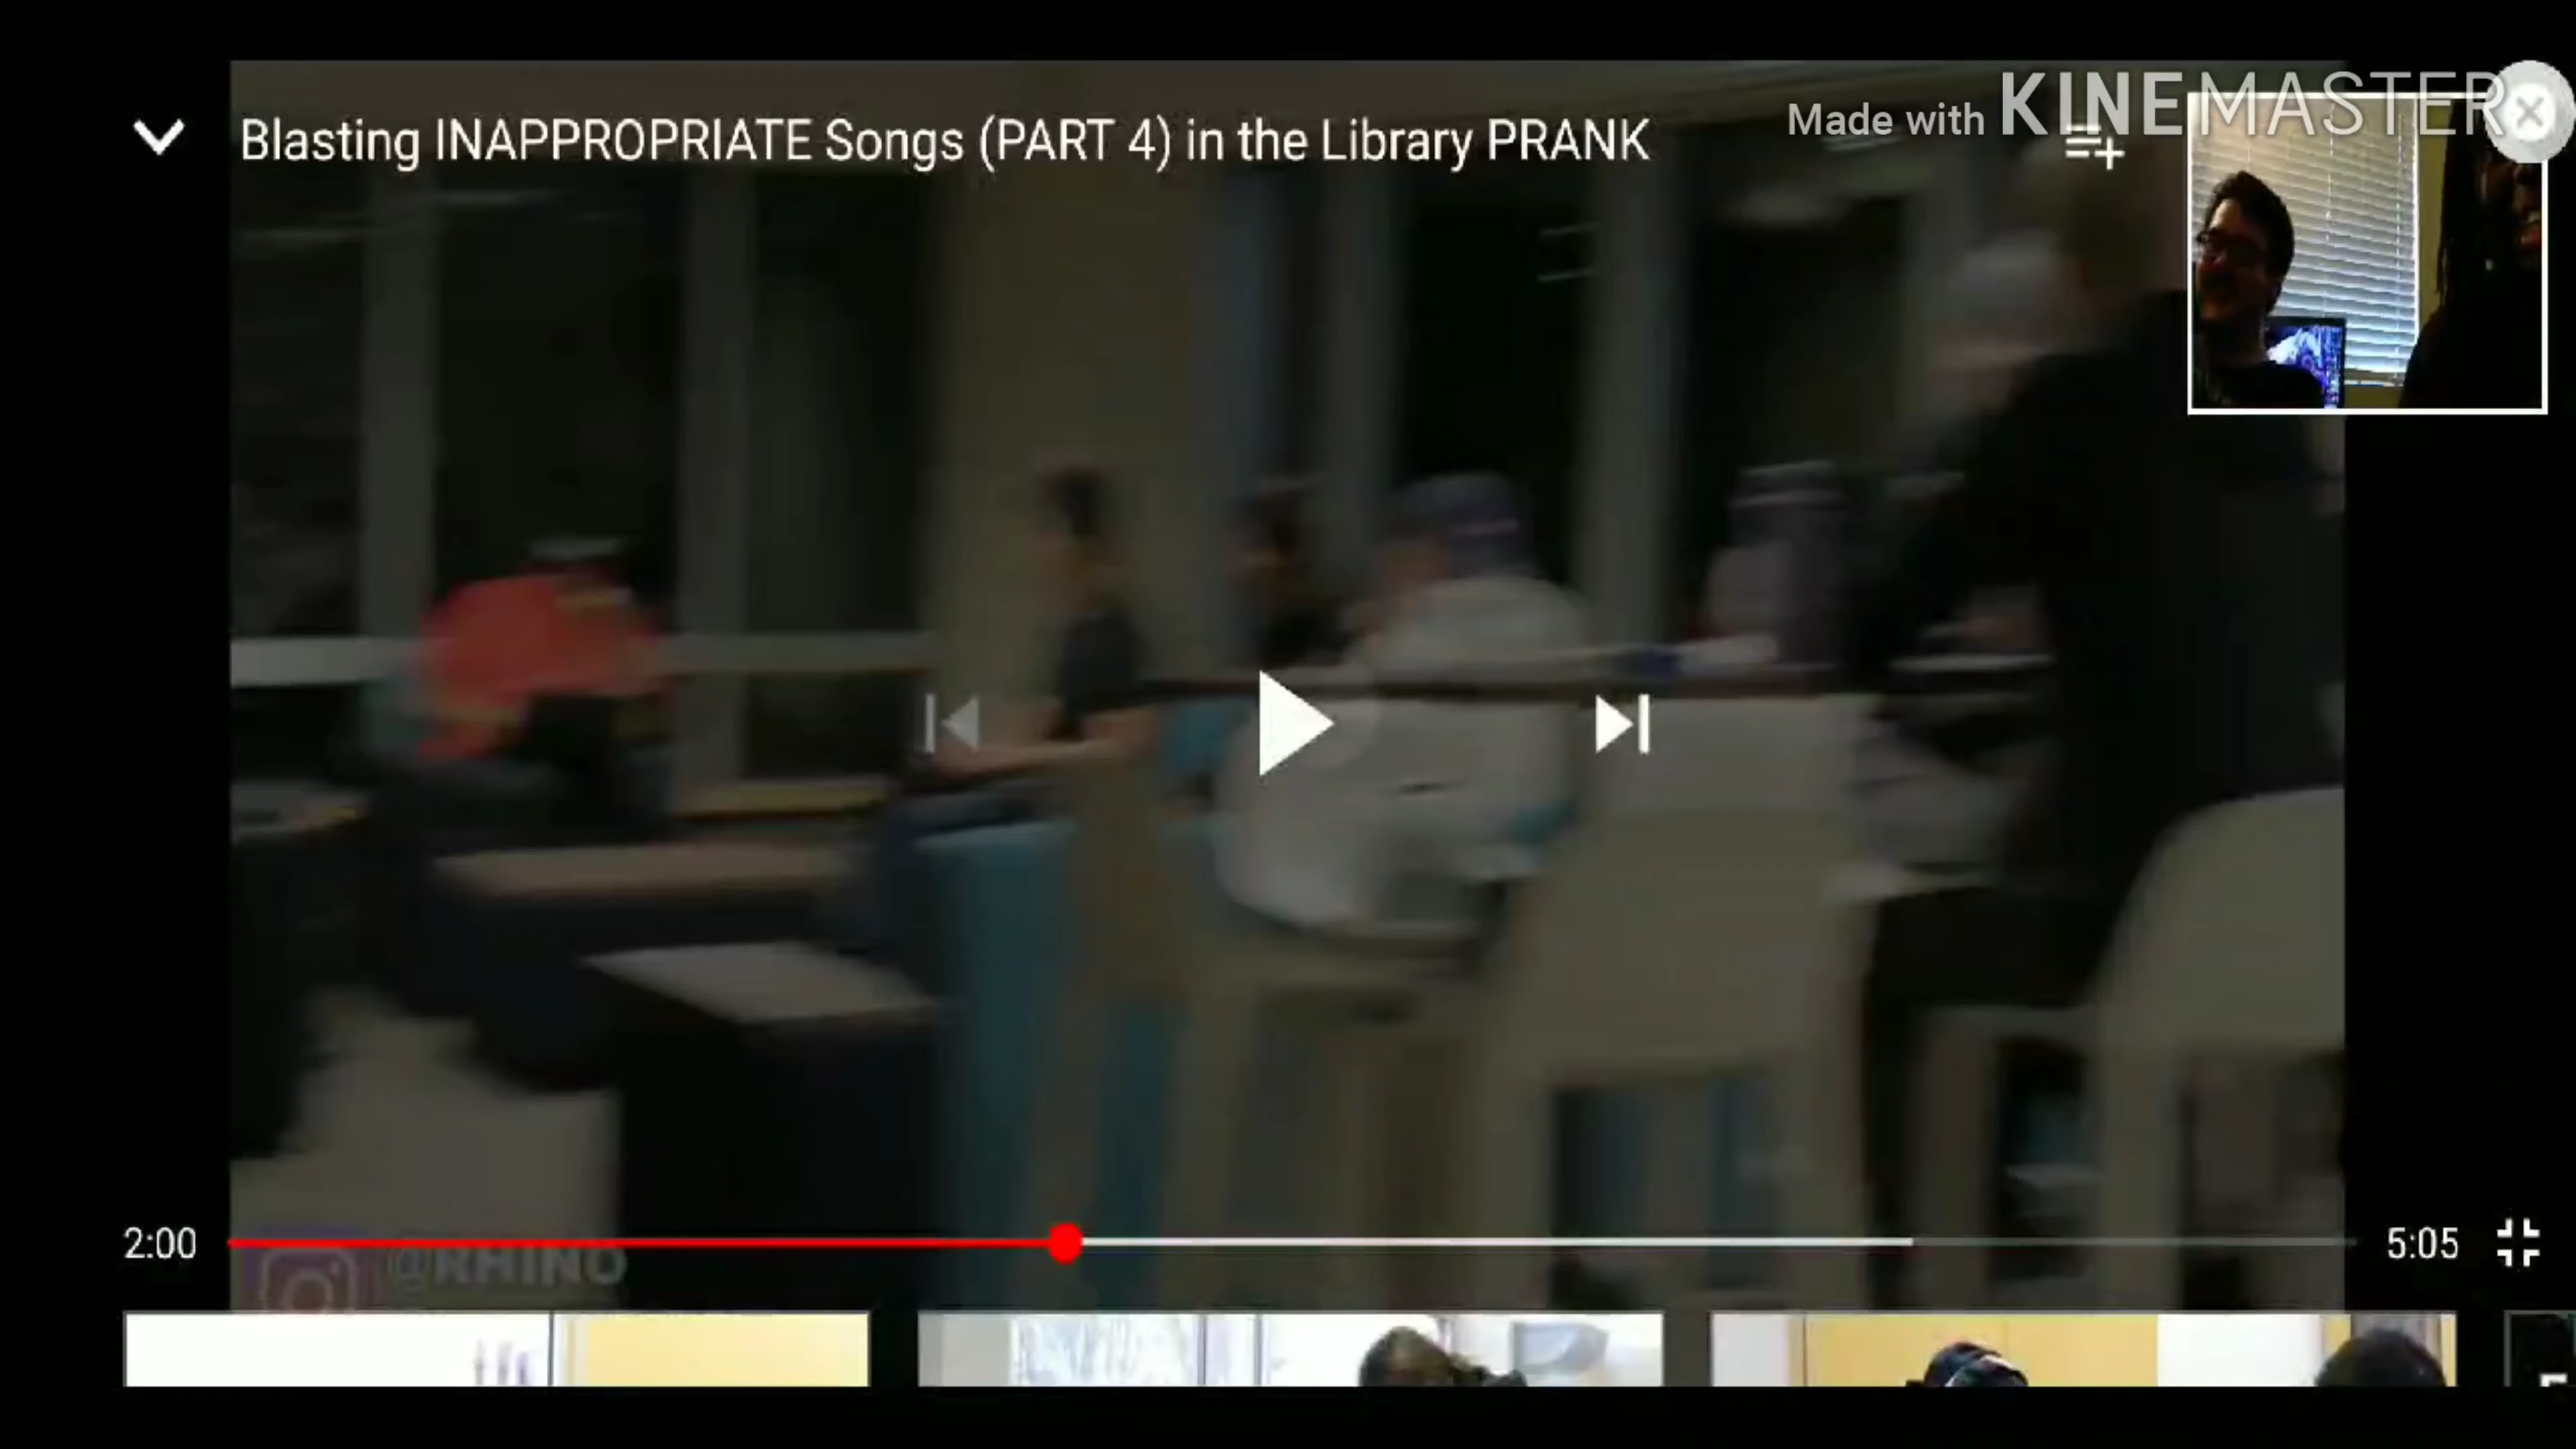 Made with KINEMASTER
Blasting INAPPROPRIATE Songs (PART 4) in the Library PRANK
2:00
5:05
@RHINO